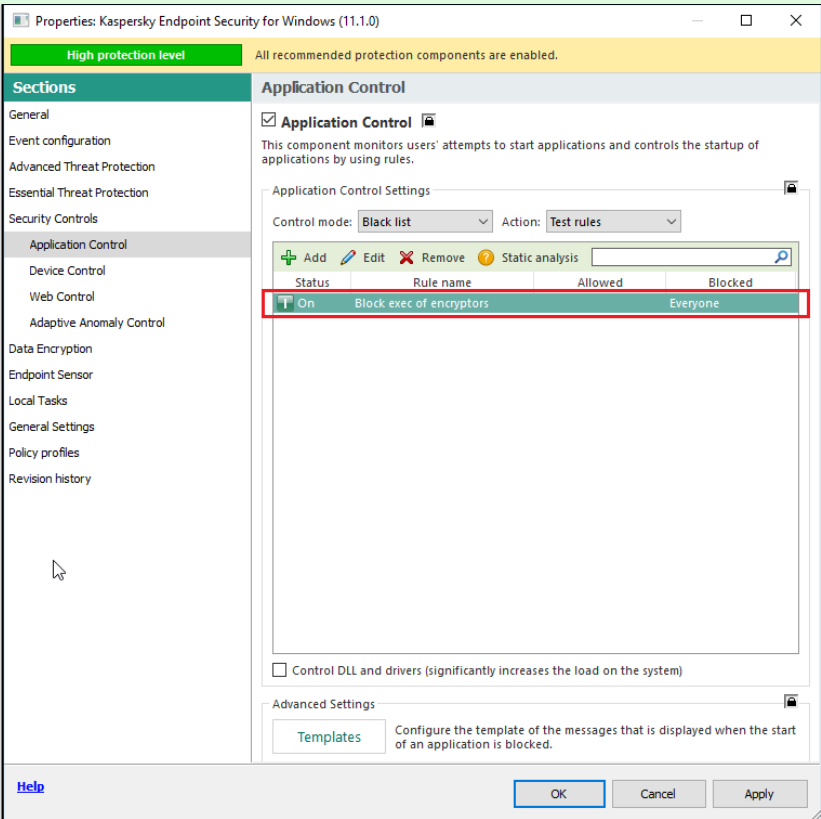 Properties: Kaspersky Endpoint Security for Windows (11.1.0)
High protection level
All recommended protection components are enabled.
Sections
General
Event configuration
Advanced Threat Protection
Essential Threat Protection
Security Controls
Application Control
Device Control
Web Control
Adaptive Anomaly Control
Data Encryption
Endpoint Sensor
Local Tasks
General Settings
Policy profiles
Revision history
Application Control
Application Control
This component monitors users' attempts to start applications and controls the startup of
applications by using rules.
Application Control Settings
Control mode: Black list Action: Test rules
Add Edit Remove ? Static analysis
Status Rule name Allowed Blocked
T On Block exec of encryptors Everyone
Control DLL and drivers (significantly increases the load on the system)
Advanced Settings
Templates
Configure the template of the messages that is displayed when the start
of an application is blocked.
Help
OK Cancel Apply